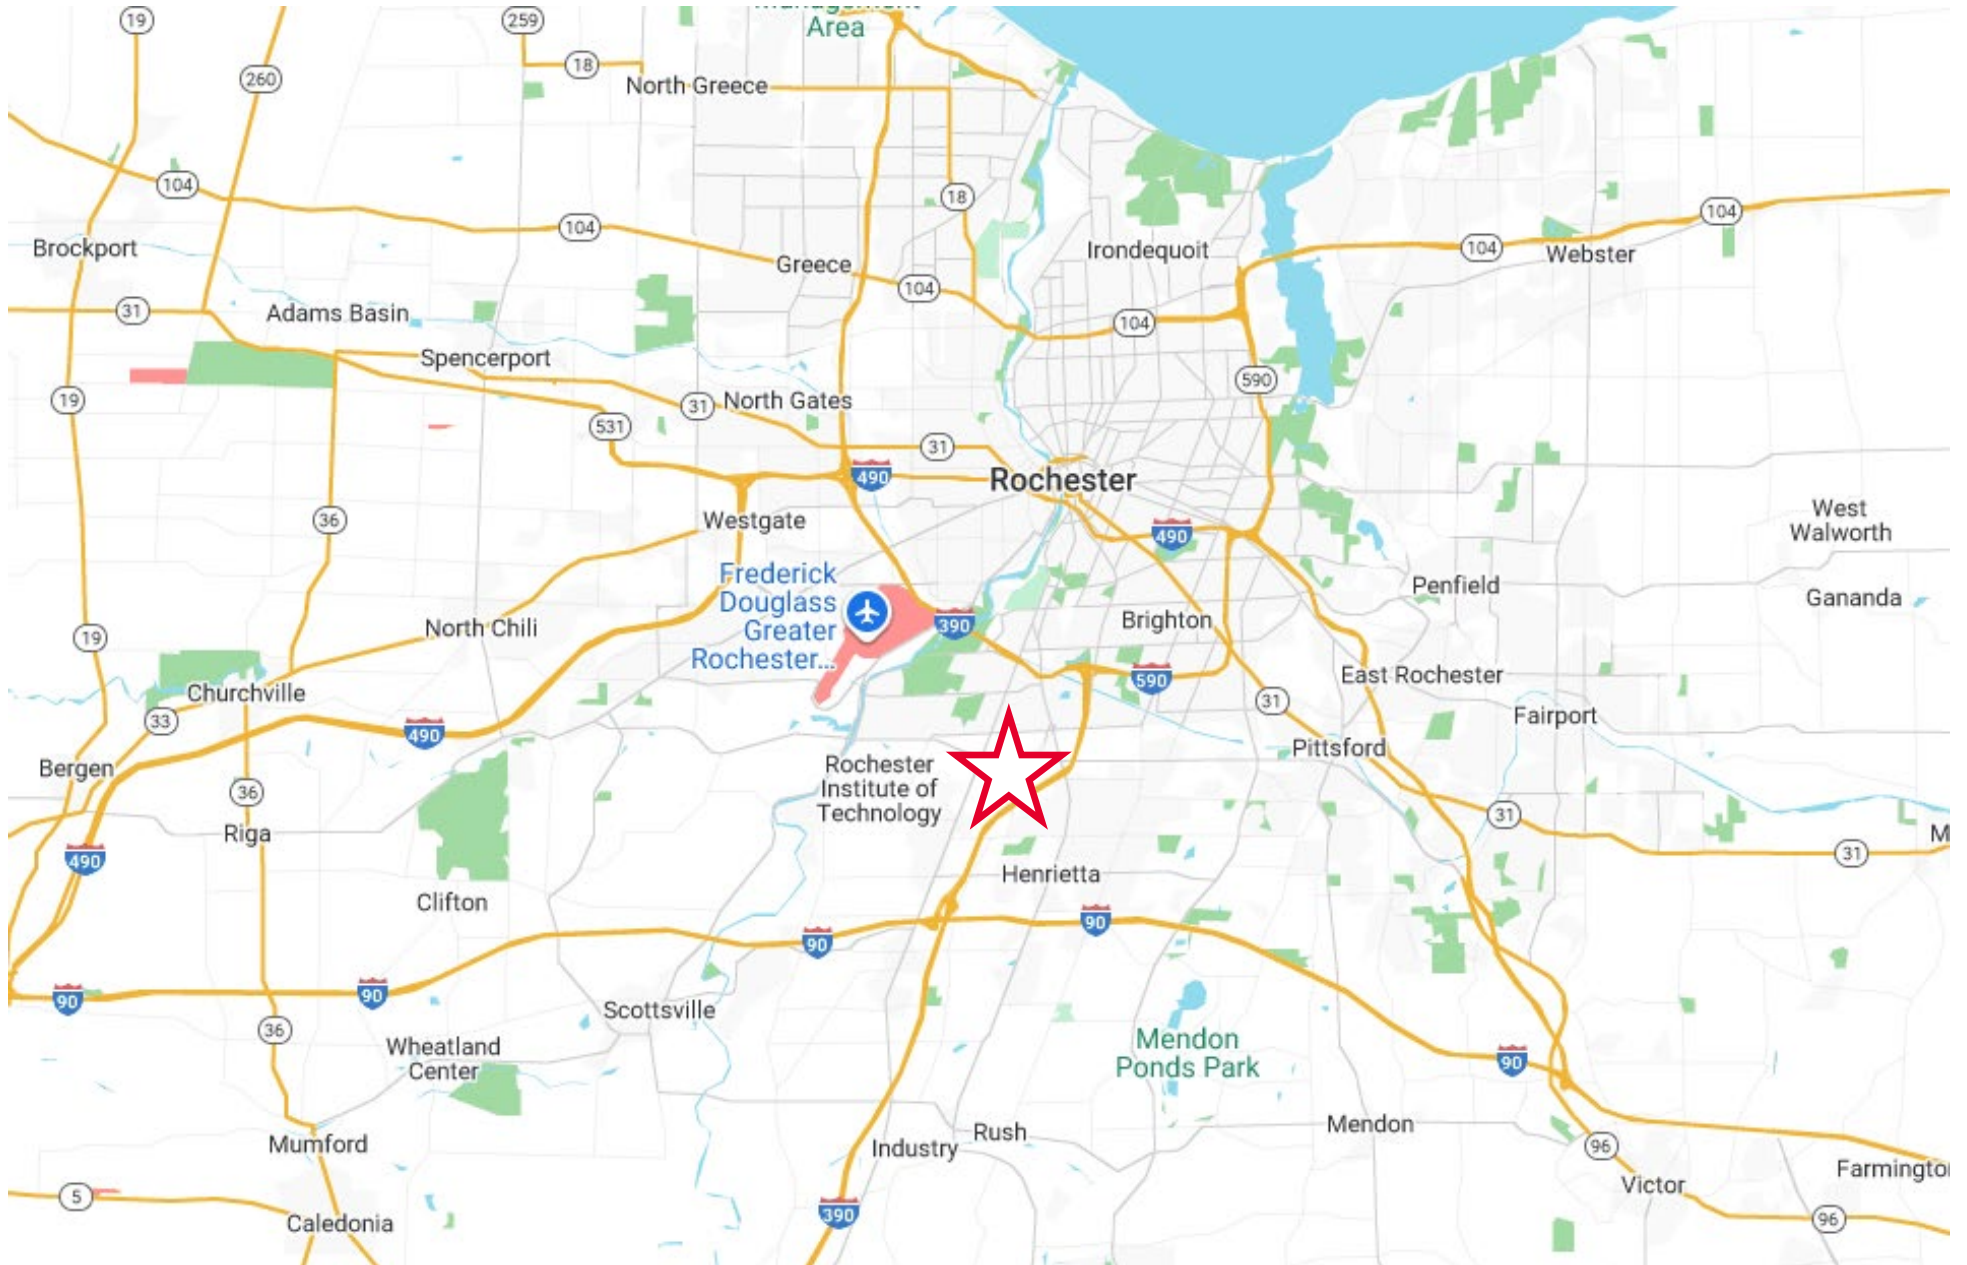 Management
Area
19
259
18
260
North Greece
104
18
104
104
Brockport
104
Irondequoit
104
Webster
Greece
104
31
Adams Basin
104
Spencerport
590
19
31
North Gates
531
31
490
Rochester
36
Westgate
490
West
Walworth
Frederick
Douglass
Greater
Rochester...
Penfield
Gananda
390
Brighton
19
North Chili
590
East Rochester
Churchville
31
33
Fairport
490
Pittsford
Bergen
Rochester
Institute of
Technology
36
31
Riga
490
31
M
Henrietta
Clifton
90
90
90
90
Scottsville
36
Wheatland
Center
Mendon
Ponds Park
90
Mumford
Industry
Rush
Mendon
96
Farmingto
5
Victor
Caledonia
390
96